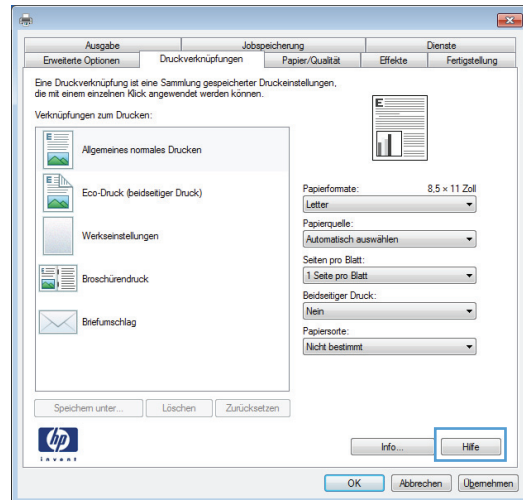 Ausgabe
Jobspeicherung
Dienste
Erweiterte Optionen
Druckverknüpfungen
Papier/Qualität
Effekte
Fertigstellung
Eine Druckverknüpfung ist eine Sammlung gespeicherter Druckeinstellungen,
die mit einem einzelnen Klick angewendet werden können.
Verknüpfungen zum Drucken:
E
Allgemeines normales Drucken
E
Eco-Druck (beidseitiger Druck)
Werkseinstellungen
Broschürendruck
Briefumschlag
E
Papierformate:
8,5 × 11 Zoll
Letter
Papierquelle:
Automatisch auswählen
Seiten pro Blatt:
1 Seite pro Blatt
Beidseitiger Druck:
Nein
Papiersorte:
Nicht bestimmt
Speichern unter...
Löschen
Zurücksetzen
hp
invent
Info...
Hilfe
OK
Abbrechen
Übernehmen